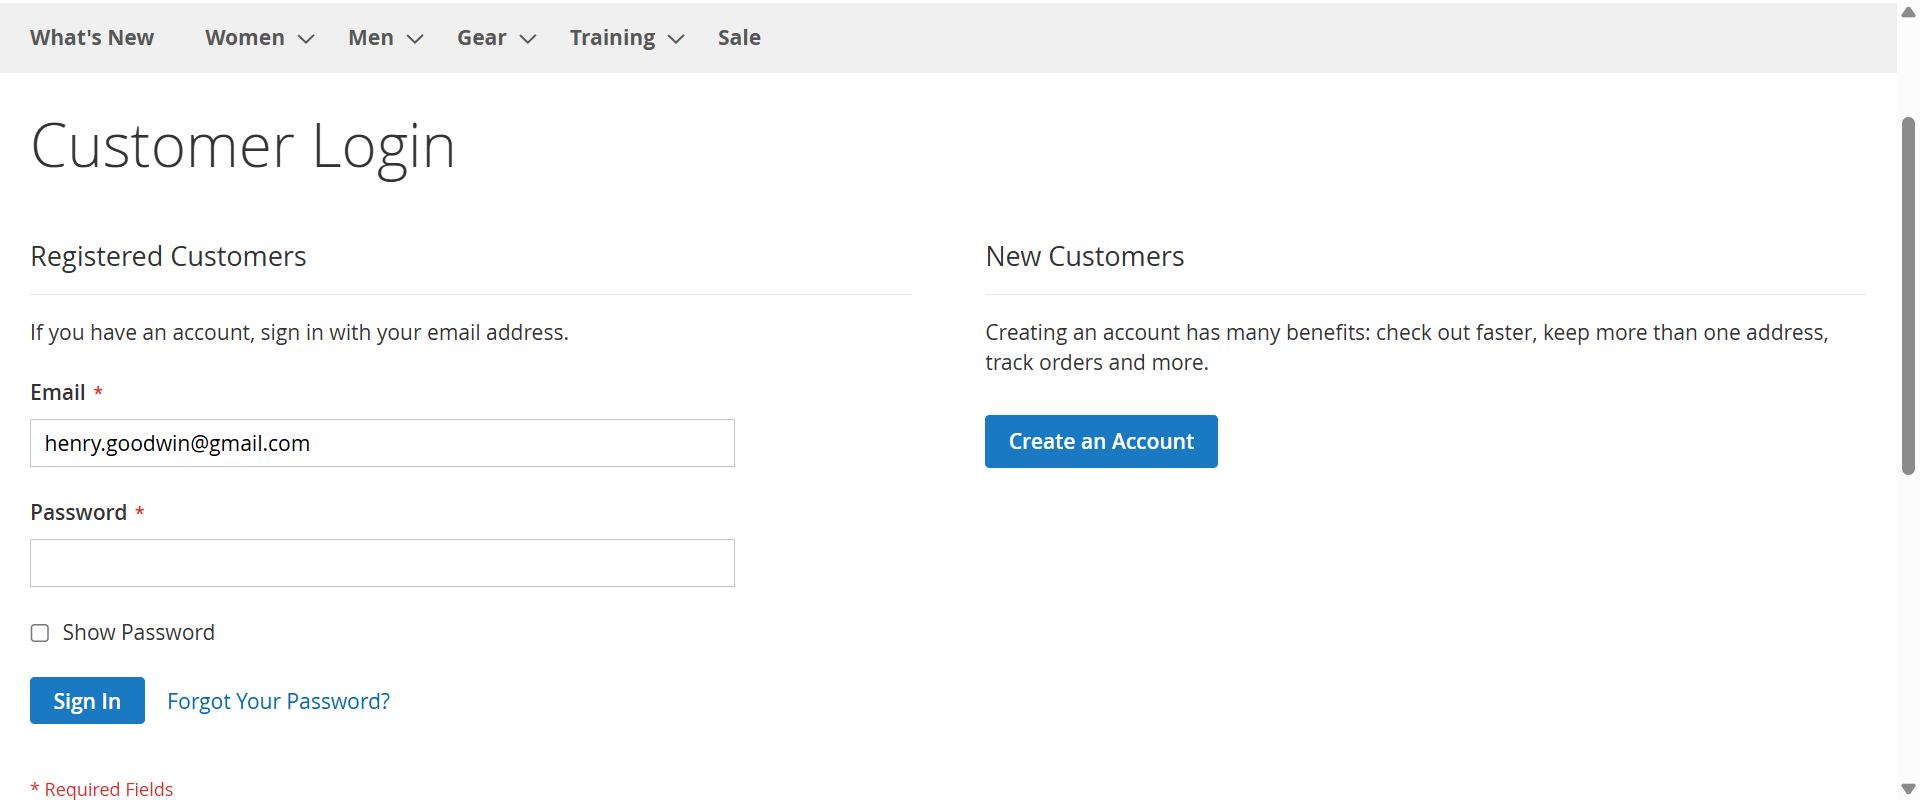 What's New Women Men Gear Training Sale
Customer Login
Registered Customers
If you have an account, sign in with your email address.
Email *
henry.goodwin@gmail.com
Password *
Show Password
Sign In Forgot Your Password?
* Required Fields
New Customers
Creating an account has many benefits: check out faster, keep more than one address,
track orders and more.
Create an Account